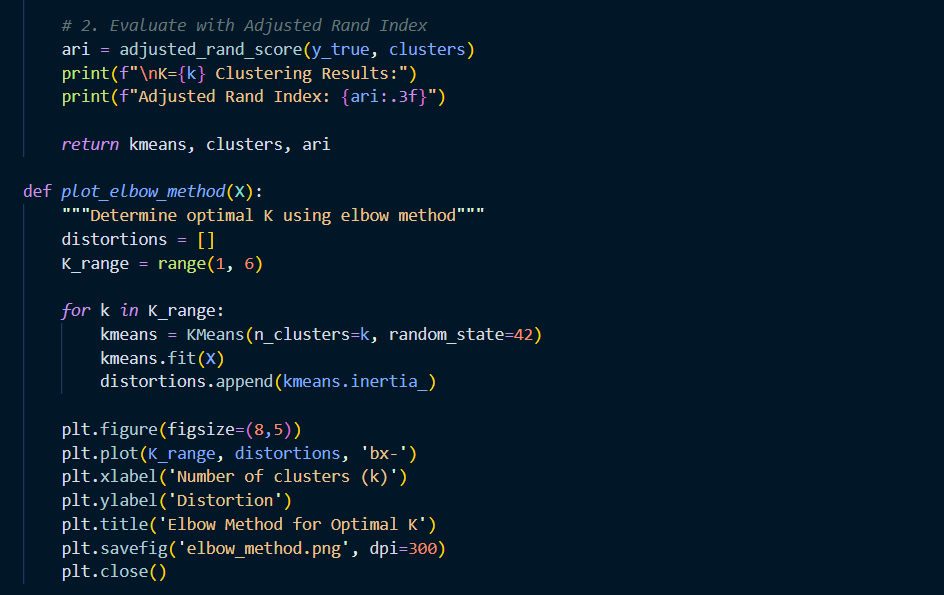 # 2. Evaluate with Adjusted Rand Index
ari = adjusted_rand_score(y_true, clusters)
print(f"\nK={k} Clustering Results:")
print(f"Adjusted Rand Index: {ari:.3f}")
return kmeans, clusters, ari
def plot_elbow_method(X):
"""Determine optimal K using elbow method"""
distortions = []
K_range = range(1, 6)
for k in K_range:
kmeans = KMeans(n_clusters=k, random_state=42)
kmeans.fit(X)
distortions.append(kmeans.inertia_)
plt.figure(figsize=(8,5))
plt.plot(K_range, distortions, 'bx-')
plt.xlabel('Number of clusters (k)')
plt.ylabel('Distortion')
plt.title('Elbow Method for Optimal K')
plt.savefig('elbow_method.png', dpi=300)
plt.close()